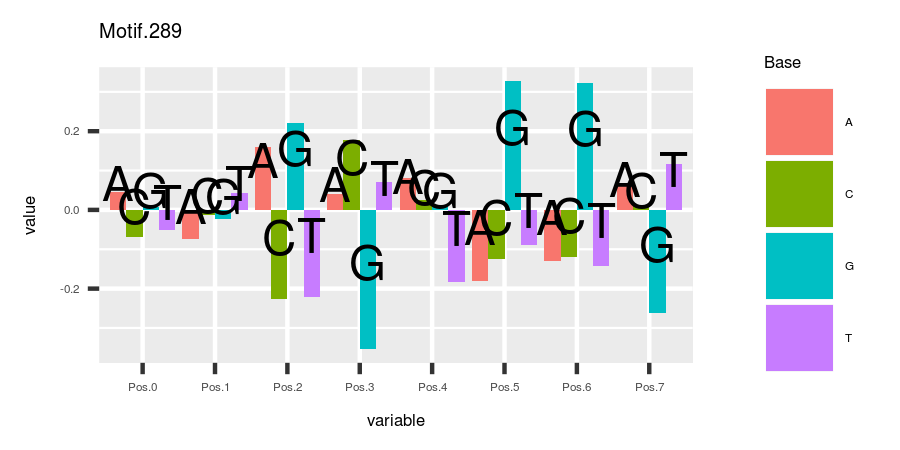 Motif.289
Base
A
C
G
T
value
0.2
0.0
-0.2
A C G T A C G T A C G T A C G T A C G T A C G T A C G T A C G T
Pos.0 Pos.1 Pos.2 Pos.3 Pos.4 Pos.5 Pos.6 Pos.7
variable